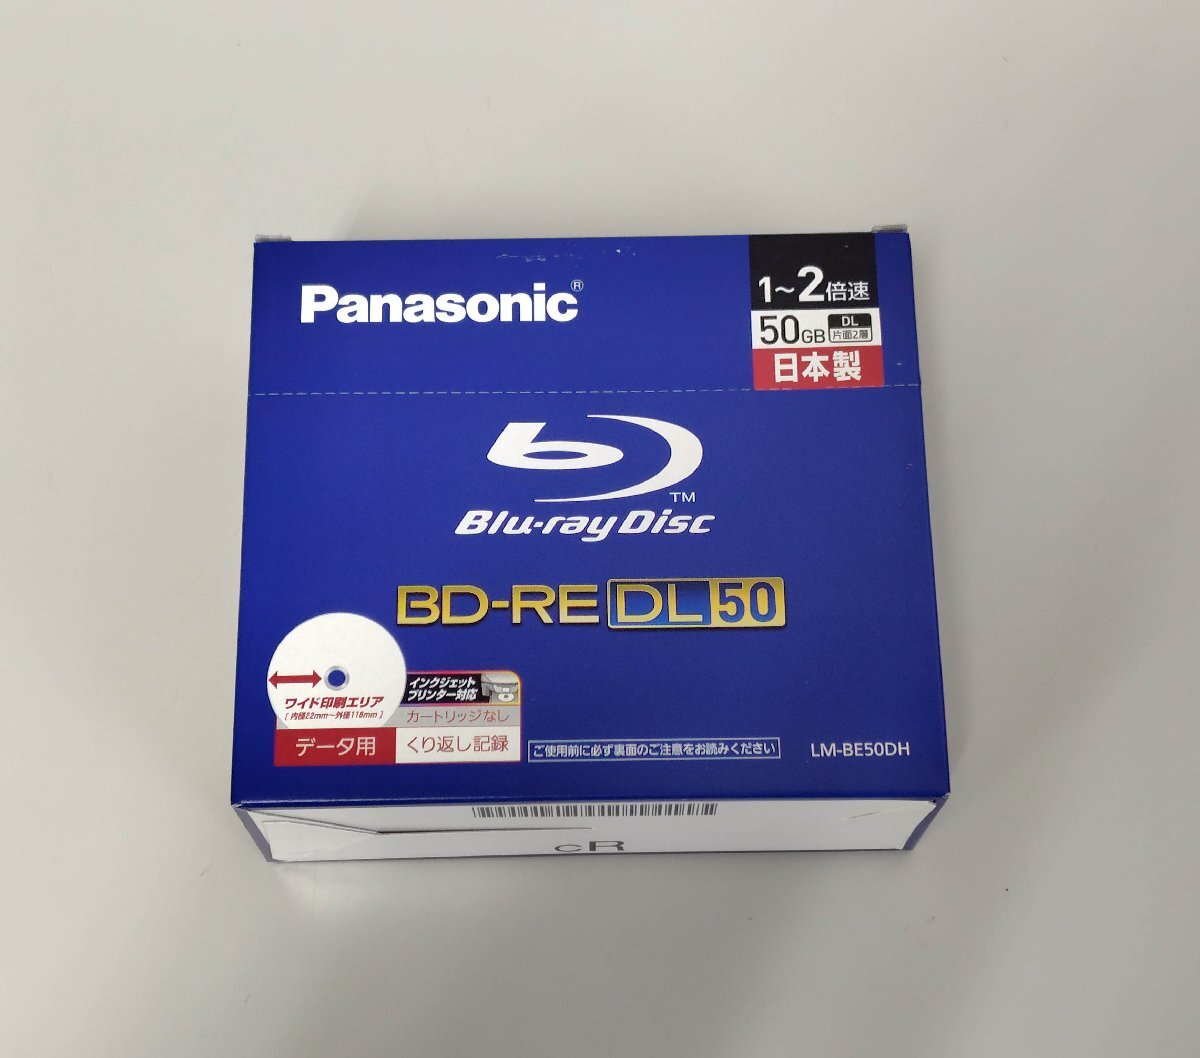 Panasonic®
1～2倍速
50GB DL 片面2層
日本製
Blu-ray Disc™
BD-RE DL 50
インクジェット
プリンター対応
ワイド印刷エリア
[内径22mm～外径118mm]
カートリッジなし
データ用 くり返し記録
ご使用前に必ず裏面のご注意をお読みください
LM-BE50DH
CR